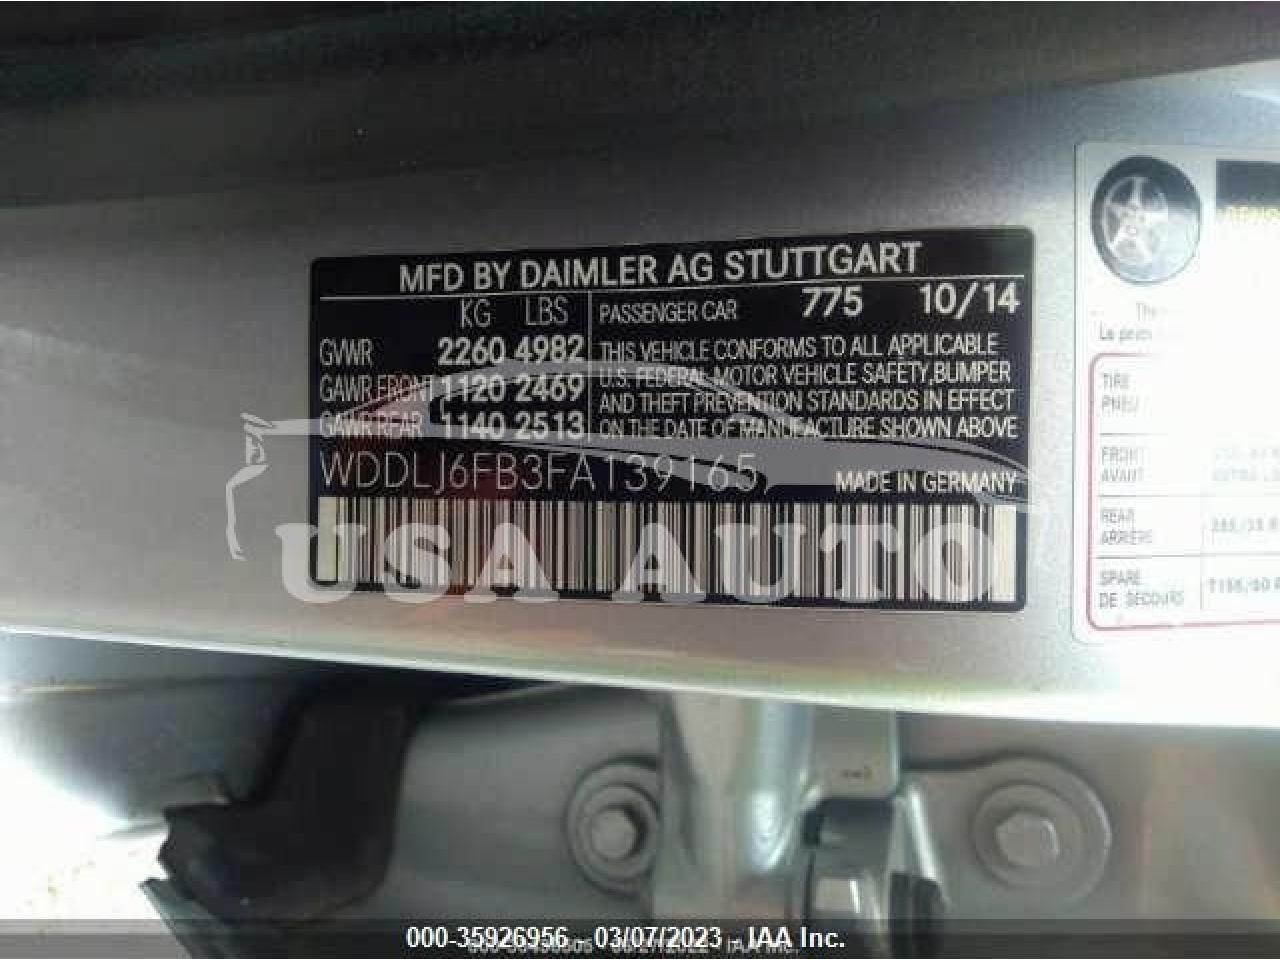 MFD BY DAIMLER AG STUTTGART
KG LBS
PASSENGER CAR 775 10/14
GVWR 2260 4982
GAWR FRONT 1120 2469
GAWR REAR 1140 2513
THIS VEHICLE CONFORMS TO ALL APPLICABLE
U.S. FEDERAL MOTOR VEHICLE SAFETY,BUMPER
AND THEFT PREVENTION STANDARDS IN EFFECT
ON THE DATE OF MANUFACTURE SHOWN ABOVE
WDDLJ6FB3FA139165
MADE IN GERMANY
USA AUTO
TIRE
PNEU
FRONT
AVANT
REAR
ARRIÈRE
SPARE
DE SECOURS
000-35926956 - 03/07/2023 - IAA Inc.